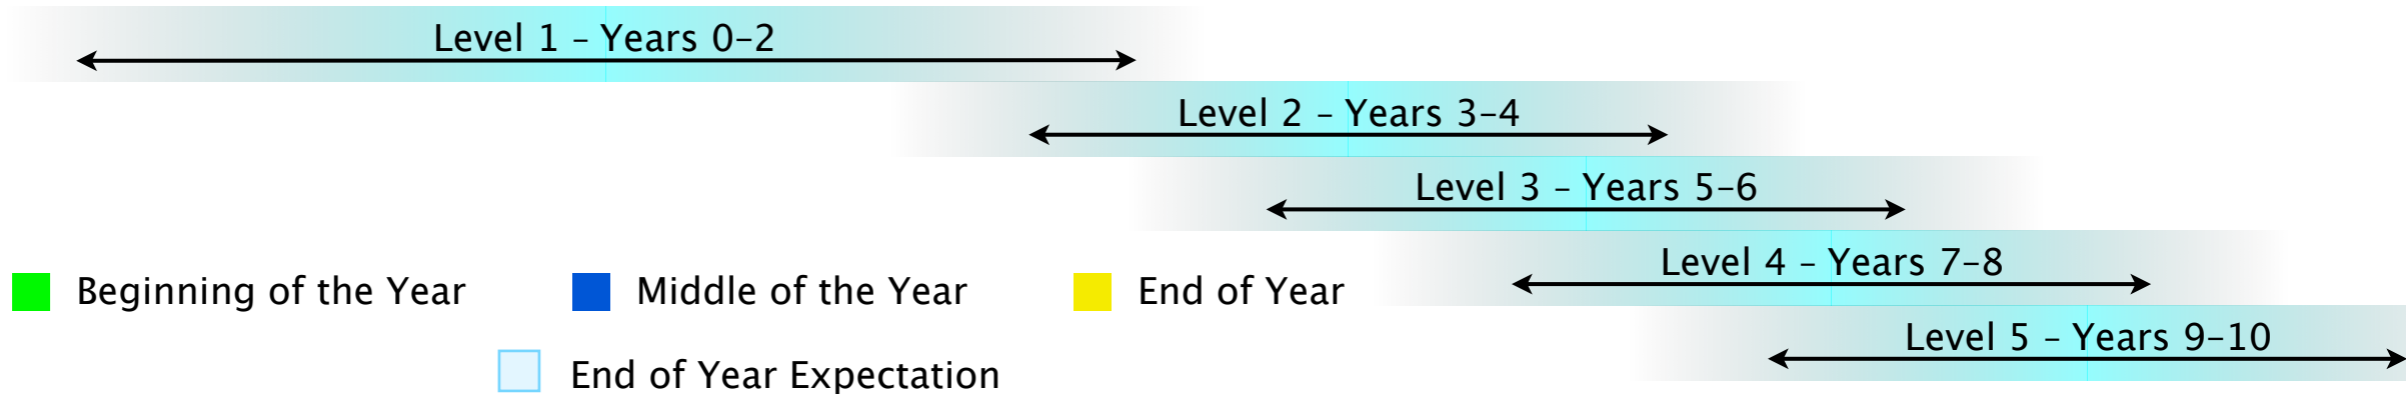 Level 1 – Years 0–2
Level 2 – Years 3–4
Level 3 – Years 5–6
Level 4 – Years 7–8
Beginning of the Year
Middle of the Year
End of Year
Level 5 – Years 9–10
End of Year Expectation